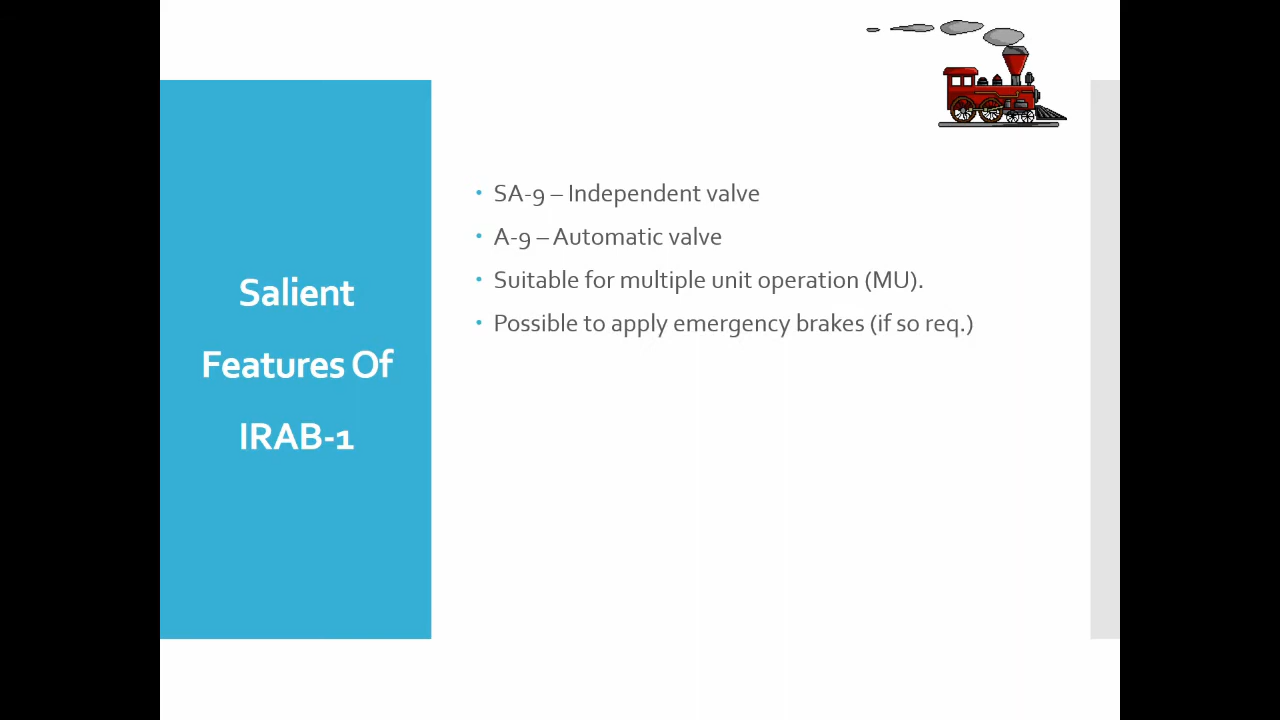 Salient
Features Of
IRAB-1
• SA-9 – Independent valve
• A-9 – Automatic valve
• Suitable for multiple unit operation (MU).
• Possible to apply emergency brakes (if so req.)